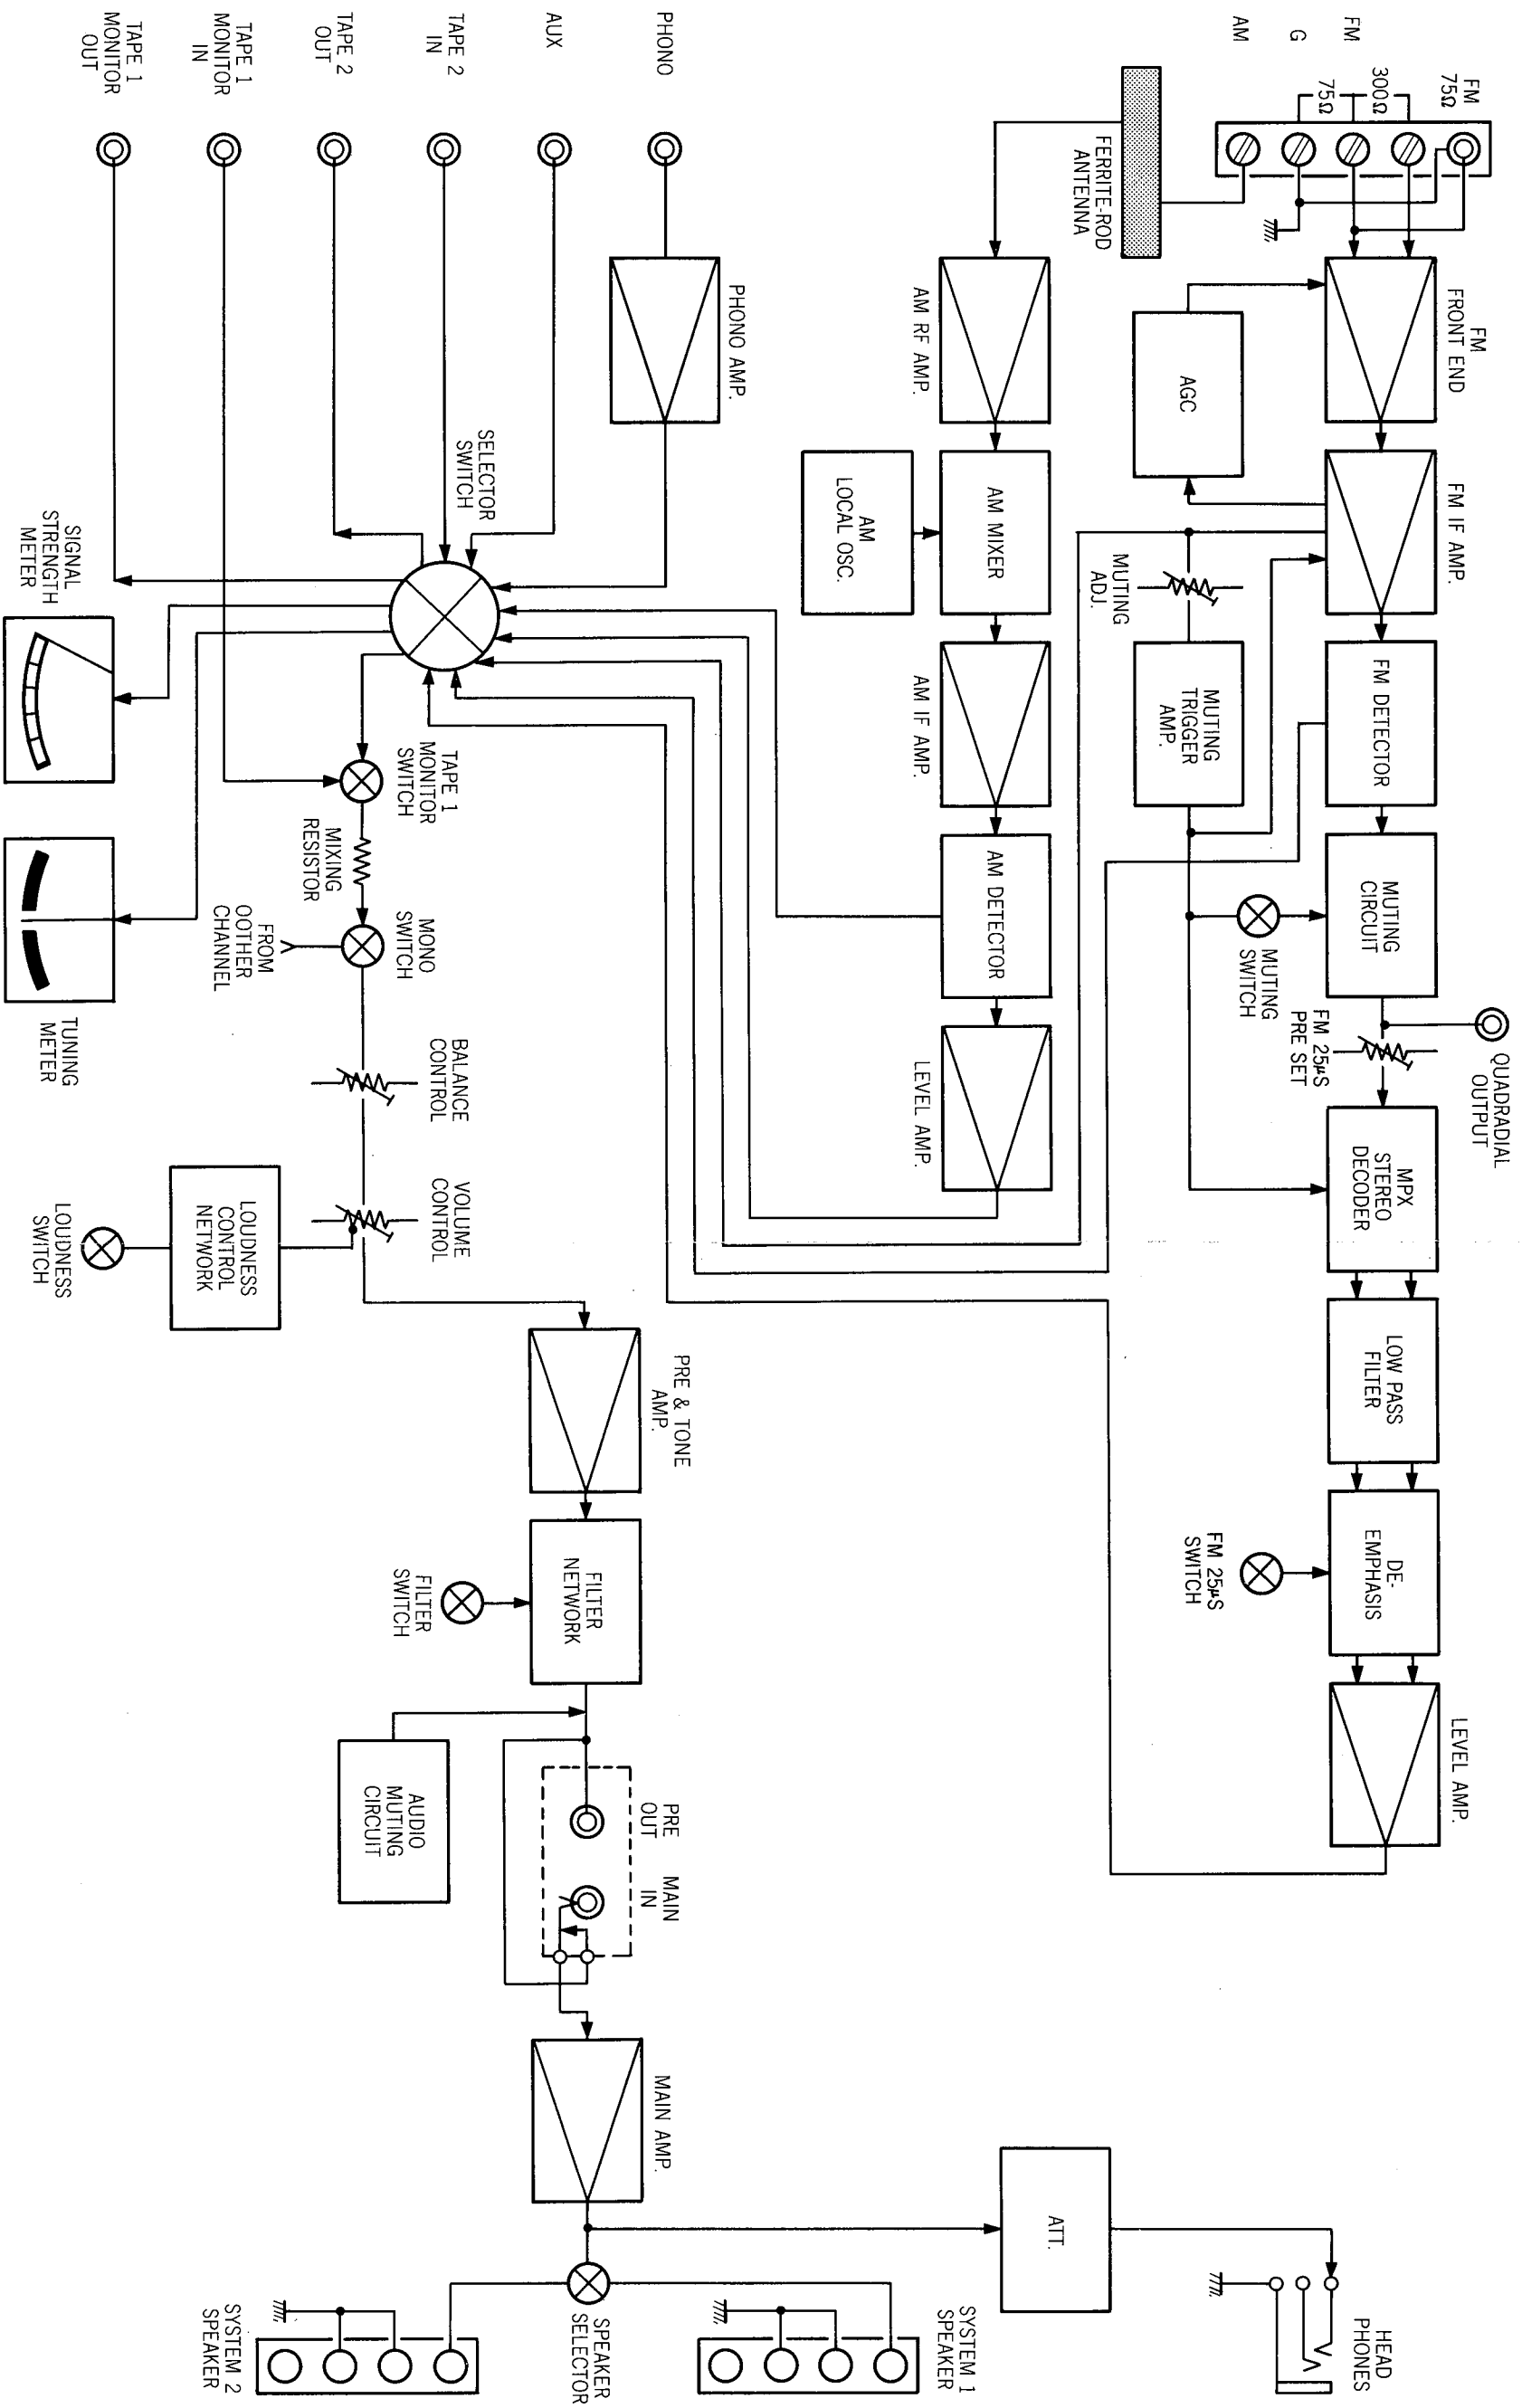 FM
75Ω
300Ω
75Ω
FM
G
AM
FERRITE-ROD
ANTENNA
FM
FRONT END
AGC
FM IF AMP.
MUTING
ADJ.
MUTING
TRIGGER
AMP.
FM DETECTOR
MUTING
CIRCUIT
MUTING
SWITCH
QUADRADIAL
OUTPUT
FM 25μS
PRE SET
MPX
STEREO
DECODER
LOW PASS
FILTER
DE-
EMPHASIS
FM 25μS
SWITCH
LEVEL AMP.
AM RF AMP.
AM MIXER
AM
LOCAL OSC.
AM IF AMP.
AM DETECTOR
LEVEL AMP.
PHONO
PHONO AMP.
AUX
TAPE 2
IN
TAPE 2
OUT
TAPE 1
MONITOR
IN
TAPE 1
MONITOR
OUT
SELECTOR
SWITCH
SIGNAL
STRENGTH
METER
TUNING
METER
TAPE 1
MONITOR
SWITCH
MIXING
RESISTOR
MONO
SWITCH
FROM
OOTHER
CHANNEL
BALANCE
CONTROL
VOLUME
CONTROL
LOUDNESS
CONTROL
NETWORK
LOUDNESS
SWITCH
PRE & TONE
AMP.
FILTER
NETWORK
FILTER
SWITCH
AUDIO
MUTING
CIRCUIT
PRE
OUT
MAIN
IN
MAIN AMP.
ATT.
HEAD
PHONES
SPEAKER
SELECTOR
SYSTEM 1
SPEAKER
SYSTEM 2
SPEAKER